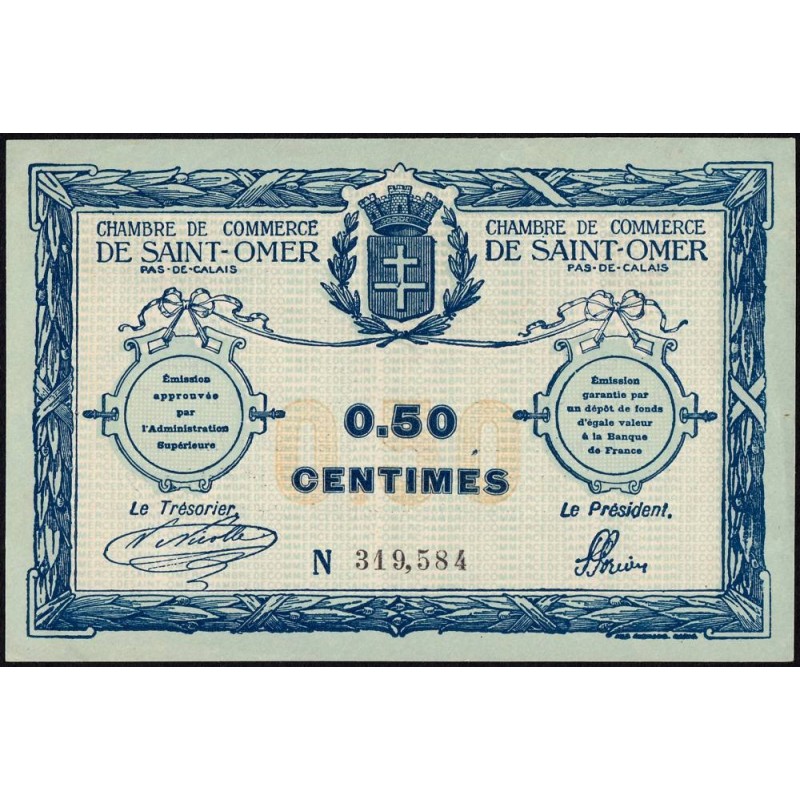 CHAMBRE DE COMMERCE
DE SAINT-OMER
PAS-DE-CALAIS
CHAMBRE DE COMMERCE
DE SAINT-OMER
PAS-DE-CALAIS
Émission
approuvée
par
l'Administration
Supérieure
Émission
garantie par
un dépôt de fonds
d'égale valeur
à la Banque
de France
0.50
0.50
CENTIMES
Le Trésorier,
Le Président,
N 319,584